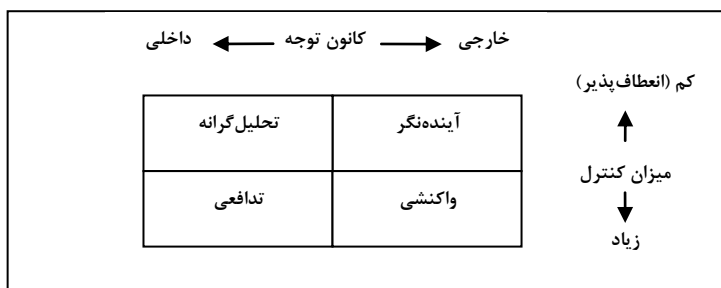 خارجی کانون توجه داخلی
کم (انعطاف‌پذیر)
آینده‌نگر تحلیل‌گرانه
میزان کنترل
واکنشی تدافعی
زیاد